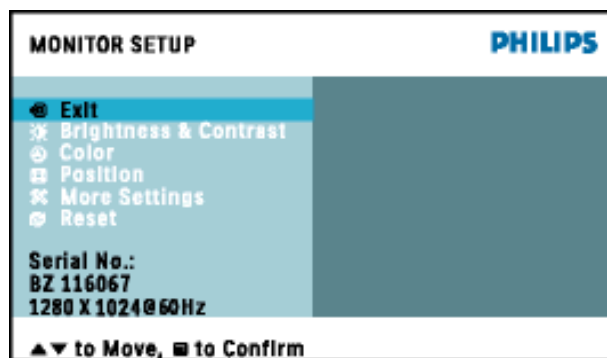 MONITOR SETUP
PHILIPS
Exit
Brightness & Contrast
Color
Position
More Settings
Reset
Serial No.:
BZ 116067
1280 X 1024@60Hz
▲▼ to Move, to Confirm